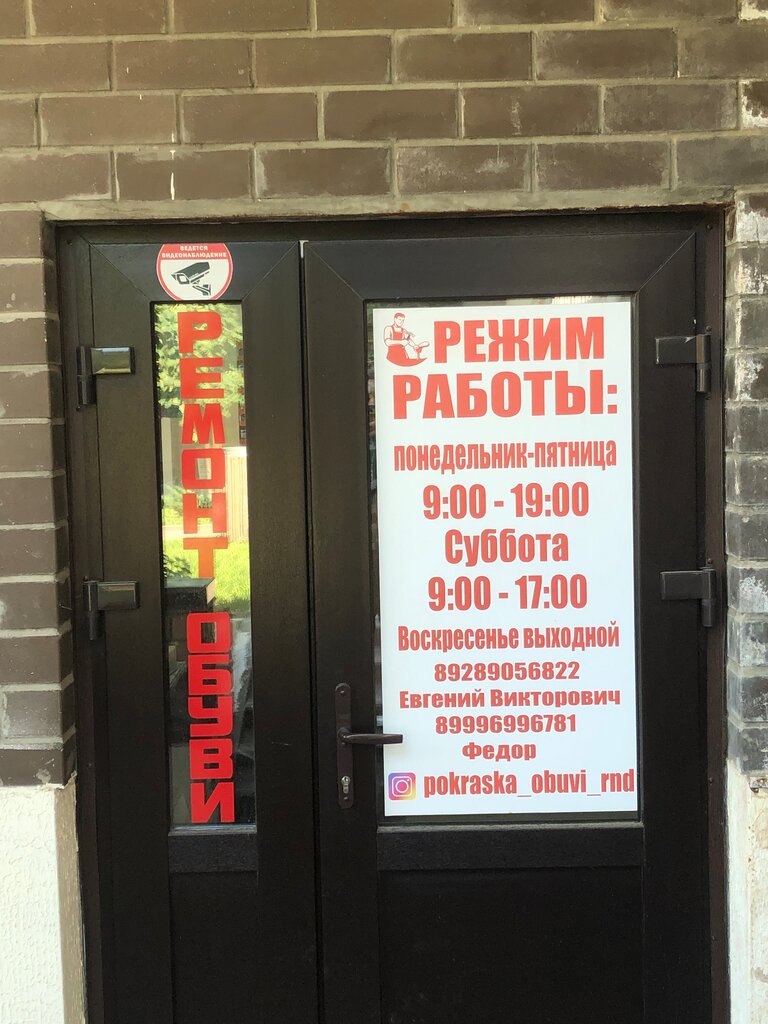 ВЕДЕТСЯ
ВИДЕОНАБЛЮДЕНИЕ
РЕМОНТ ОБУВИ
РЕЖИМ
РАБОТЫ:
понедельник-пятница
9:00 - 19:00
Суббота
9:00 - 17:00
Воскресенье выходной
89289056822
Евгений Викторович
89996996781
Федор
pokraska_obuvi_rnd